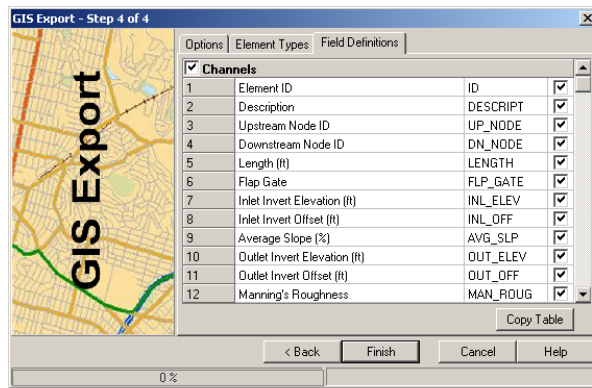 GIS Export - Step 4 of 4
GIS Export
Options Element Types Field Definitions
Channels
1 Element ID ID
2 Description DESCRIPT
3 Upstream Node ID UP_NODE
4 Downstream Node ID DN_NODE
5 Length (ft) LENGTH
6 Flap Gate FLP_GATE
7 Inlet Invert Elevation (ft) INL_ELEV
8 Inlet Invert Offset (ft) INL_OFF
9 Average Slope (%) AVG_SLP
10 Outlet Invert Elevation (ft) OUT_ELEV
11 Outlet Invert Offset (ft) OUT_OFF
12 Manning's Roughness MAN_ROUG
Copy Table
< Back Finish Cancel Help
0 %